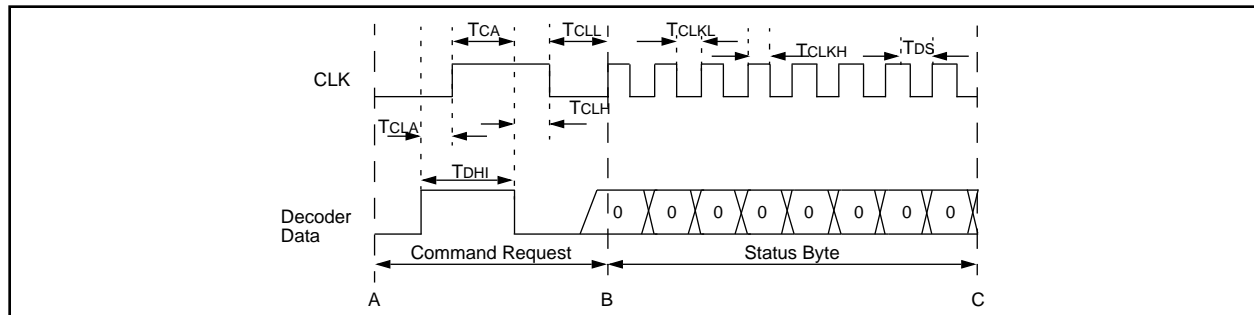 TCA TCLL TCLKL TCLKH TDS
CLK
TCLH
TCLA
TDHI
Decoder
Data
0 0 0 0 0 0 0 0
Command Request Status Byte
A B C